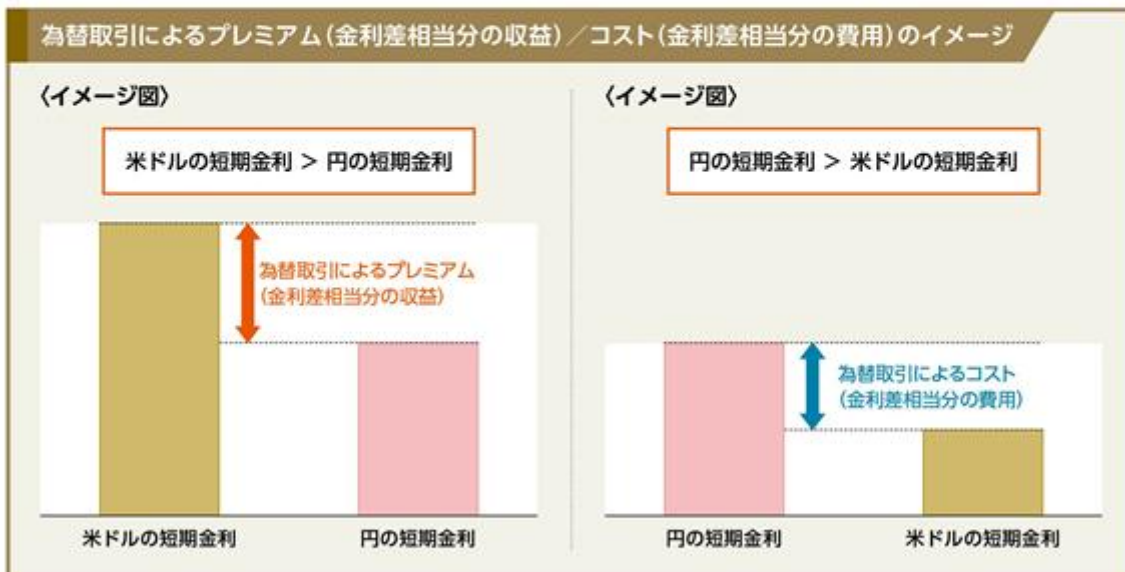 為替取引によるプレミアム(金利差相当分の収益)/コスト(金利差相当分の費用)のイメージ
〈イメージ図〉
米ドルの短期金利 > 円の短期金利
為替取引によるプレミアム
(金利差相当分の収益)
米ドルの短期金利
円の短期金利
〈イメージ図〉
円の短期金利 > 米ドルの短期金利
為替取引によるコスト
(金利差相当分の費用)
円の短期金利
米ドルの短期金利